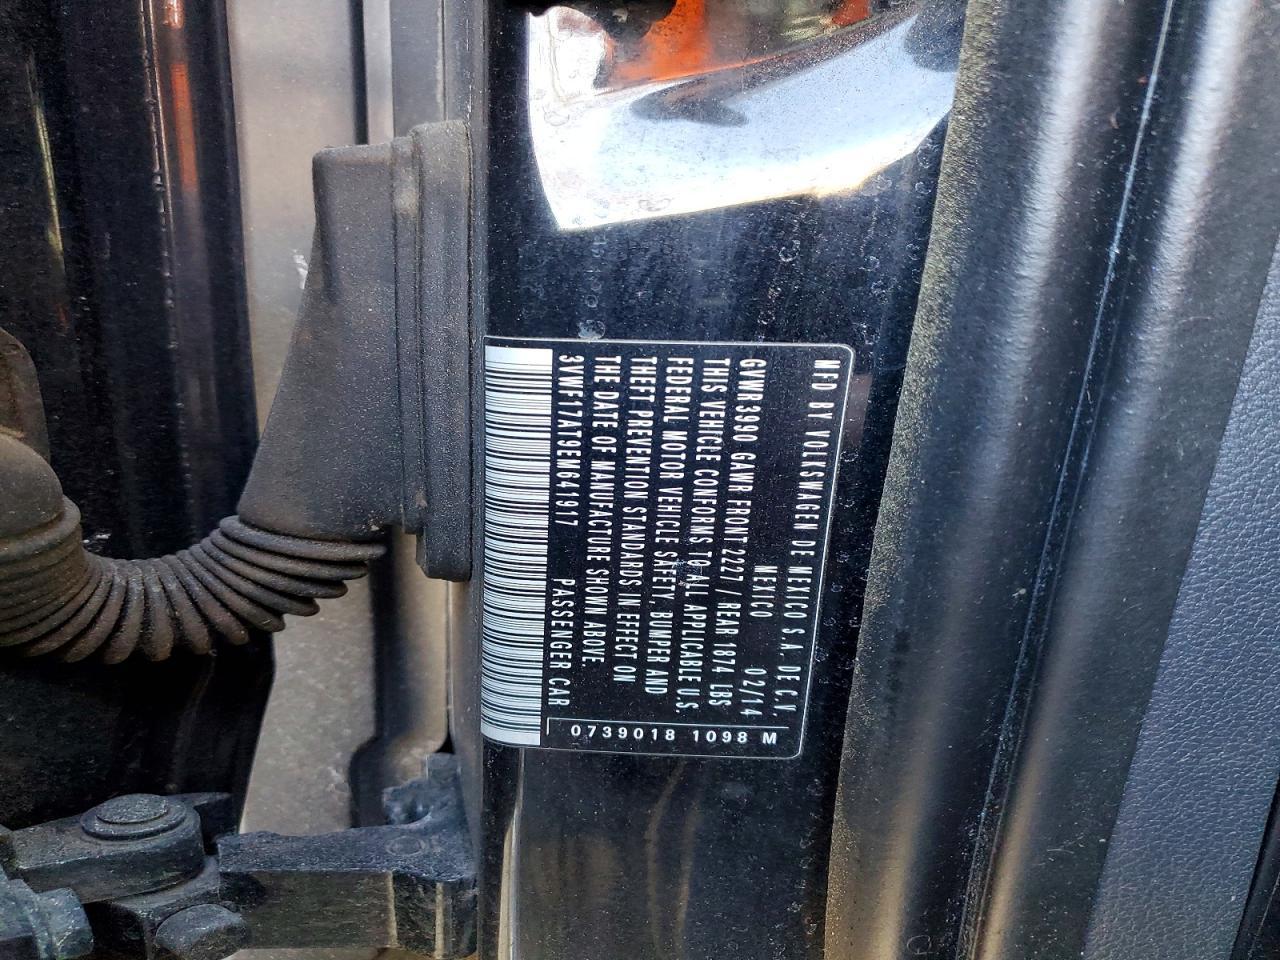 MFD BY VOLKSWAGEN DE MEXICO S.A. DE C.V.
MEXICO 02/14
GVWR 3990 GAWR FRONT 2227 / REAR 1874 LBS
THIS VEHICLE CONFORMS TO ALL APPLICABLE U.S.
FEDERAL MOTOR VEHICLE SAFETY, BUMPER AND
THEFT PREVENTION STANDARDS IN EFFECT ON
THE DATE OF MANUFACTURE SHOWN ABOVE.
3VWF17AT9EM641917 PASSENGER CAR
0739018 1098 M